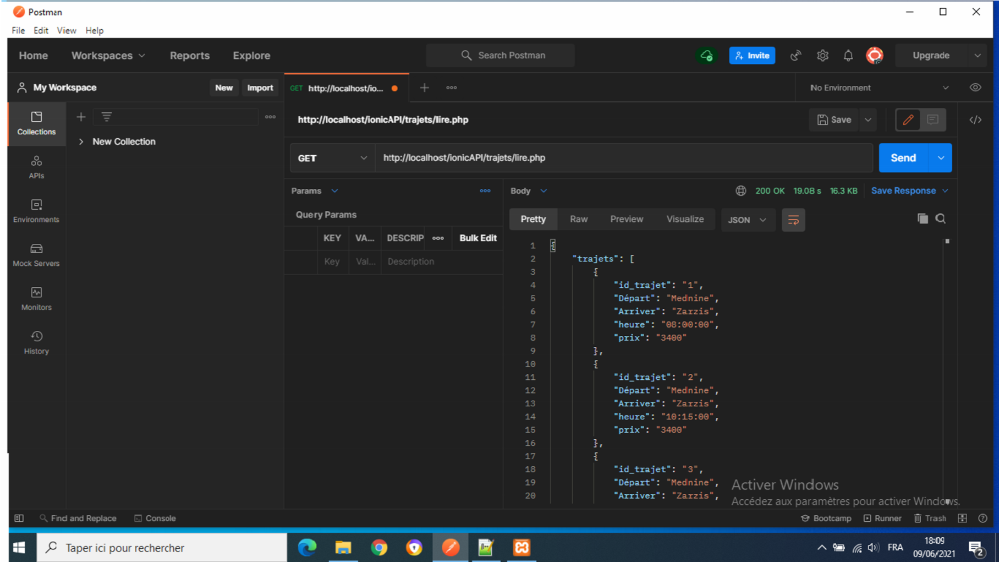 Postman
File Edit View Help
Home Workspaces Reports Explore Search Postman Invite Upgrade
My Workspace New Import GET http://localhost/io... No Environment
Collections
http://localhost/ionicAPI/trajets/lire.php Save
New Collection
GET http://localhost/ionicAPI/trajets/lire.php Send
APIs
Params Body 200 OK 19.08 s 16.3 KB Save Response
Query Params
Environments
Pretty Raw Preview Visualize JSON
KEY VA... DESCRIP Bulk Edit
Key Val... Description
Mock Servers
Monitors
History
1 {
2 "trajets": [
3 {
4 "id_trajet": "1",
5 "Départ": "Mednine",
6 "Arriver": "Zarzis",
7 "heure": "08:00:00",
8 "prix": "3400"
9 },
10 {
11 "id_trajet": "2",
12 "Départ": "Mednine",
13 "Arriver": "Zarzis",
14 "heure": "10:15:00",
15 "prix": "3400"
16 },
17 {
18 "id_trajet": "3",
19 "Départ": "Mednine",
20 "Arriver": "Zarzis",
Activer Windows
Accédez aux paramètres pour activer Windows.
Find and Replace Console Bootcamp Runner Trash
Taper ici pour rechercher FRA 18:09
09/06/2021 2